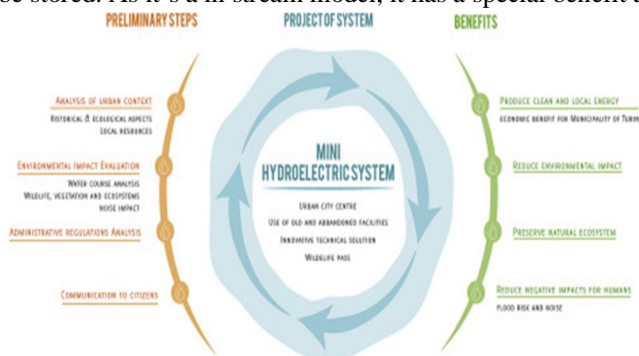 be stored. As it's a in stream model, it has a special benefit
PRELIMINARY STEPS
ANALYSIS OF URBAN CONTEXT
HISTORICAL & ECOLOGICAL ASPECTS
LOCAL RESOURCES
ENVIRONMENTAL IMPACT EVALUATION
WATER COURSE ANALYSIS
WILDLIFE, VEGETATION AND ECOSYSTEMS
NOISE IMPACT
ADMINISTRATIVE REGULATIONS ANALYSIS
COMMUNICATION TO CITIZENS
PROJECT OF SYSTEM
MINI
HYDROELECTRIC SYSTEM
URBAN CITY CENTRE
USE OF OLD AND ABBANDONED FACILITIES
INNOVATIVE TECHNICAL SOLUTION
WILDELIFE PASS
BENEFITS
PRODUCE CLEAN AND LOCAL ENERGY
ECONOMIC BENEFIT FOR MUNICIPALITY OF TURIN
REDUCE ENVIRONMENTAL IMPACT
PRESERVE NATURAL ECOSYSTEM
REDUCE NEGATIVE IMPACTS FOR HUMANS
FLOOD RISK AND NOISE